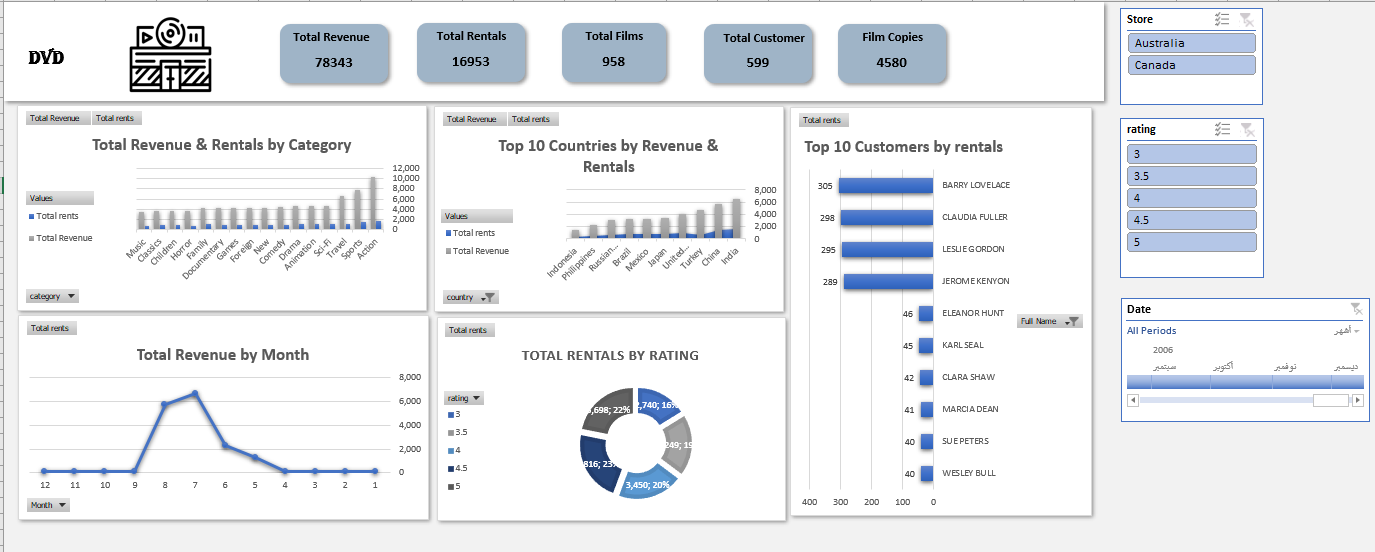 DVD
Total Revenue
78343
Total Rentals
16953
Total Films
958
Total Customer
599
Film Copies
4580
Store
Australia
Canada
rating
3
3.5
4
4.5
5
Date
All Periods
أشهر
2006
سبتمبر أكتوبر نوفمبر ديسمبر
Total Revenue Total rents
Total Revenue & Rentals by Category
Values
Total rents
Total Revenue
12,000
10,000
8,000
6,000
4,000
2,000
0
Music Classics Children Horror Family Documentary Games Foreign New Comedy Drama Animation Sci-Fi Travel Sports Action
category
Total Revenue Total rents
Top 10 Countries by Revenue &
Rentals
Values
Total rents
Total Revenue
8,000
6,000
4,000
2,000
0
Indonesia Philippines Russian... Brazil Mexico Japan United... Turkey China India
country
Total rents
Top 10 Customers by rentals
305 BARRY LOVELACE
298 CLAUDIA FULLER
295 LESLIE GORDON
289 JEROME KENYON
46 ELEANOR HUNT
45 KARL SEAL
42 CLARA SHAW
41 MARCIA DEAN
40 SUE PETERS
40 WESLEY BULL
400 300 200 100 0
Full Name
Total rents
Total Revenue by Month
8,000
6,000
4,000
2,000
0
12 11 10 9 8 7 6 5 4 3 2 1
Month
Total rents
TOTAL RENTALS BY RATING
rating
3
3.5
4
4.5
5
,698; 22%
,740; 16%
249; 19
816; 23%
3,450; 20%